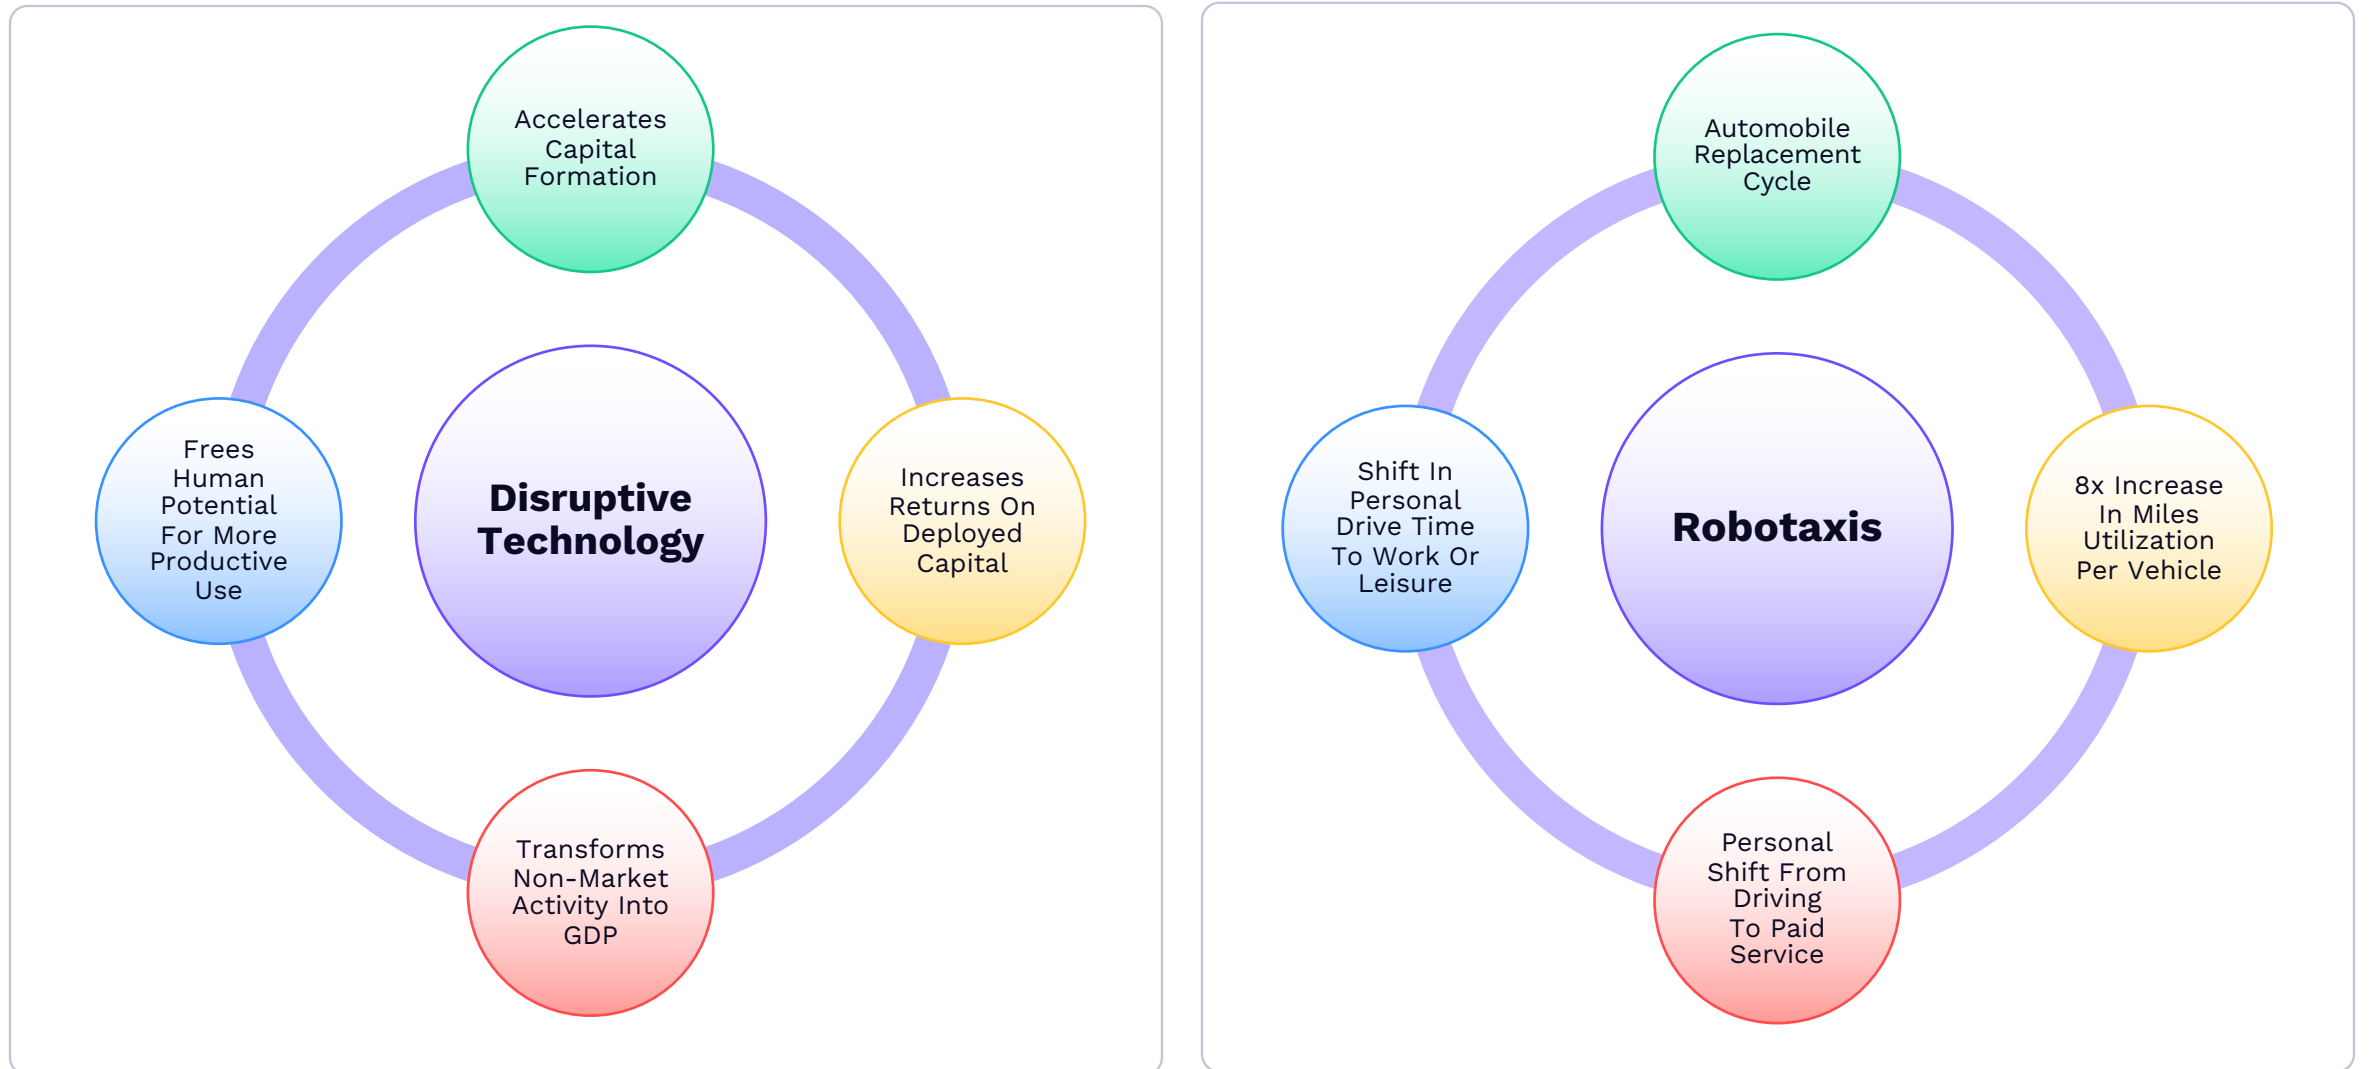 Accelerates
Capital
Formation
Frees
Human
Potential
For More
Productive
Use
Disruptive
Technology
Increases
Returns On
Deployed
Capital
Transforms
Non-Market
Activity Into
GDP
Automobile
Replacement
Cycle
Shift In
Personal
Drive Time
To Work Or
Leisure
Robotaxis
8x Increase
In Miles
Utilization
Per Vehicle
Personal
Shift From
Driving
To Paid
Service